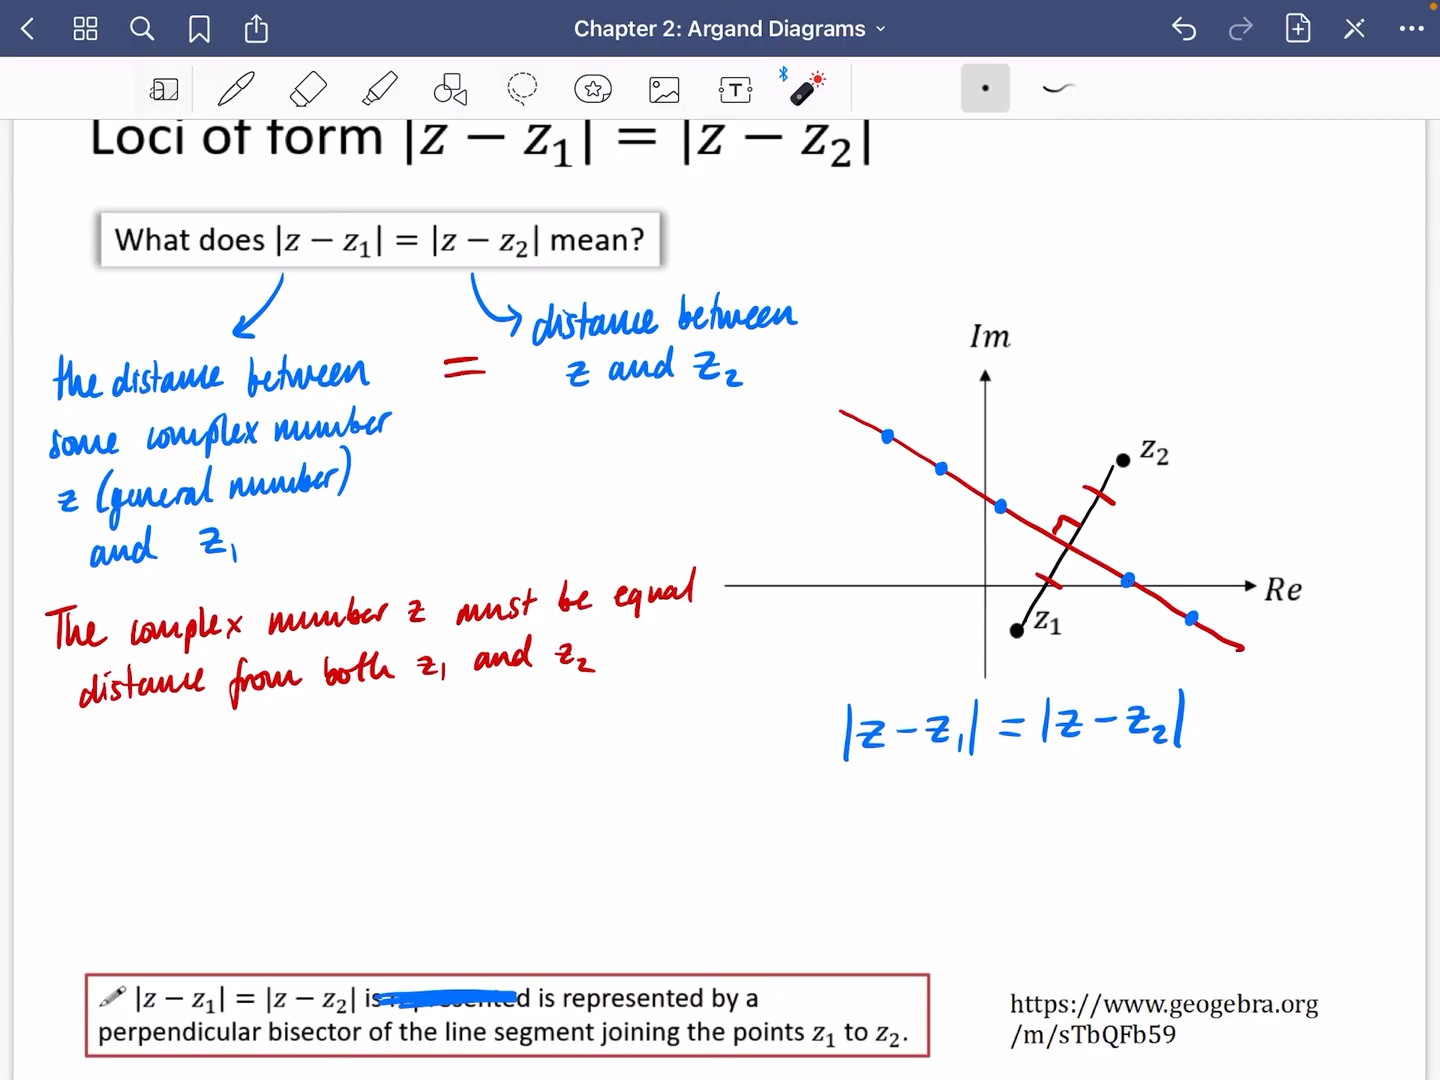 Chapter 2: Argand Diagrams
Loci of form |z − z₁| = |z − z₂|
What does |z − z₁| = |z − z₂| mean?
the distance between
some complex number
z (general number)
and z₁
=
distance between
z and z₂
The complex number z must be equal
distance from both z₁ and z₂
Im
z₂
Re
z₁
|z − z₁| = |z − z₂|
|z − z₁| = |z − z₂| is represented is represented by a
perpendicular bisector of the line segment joining the points z₁ to z₂.
https://www.geogebra.org
/m/sTbQFb59